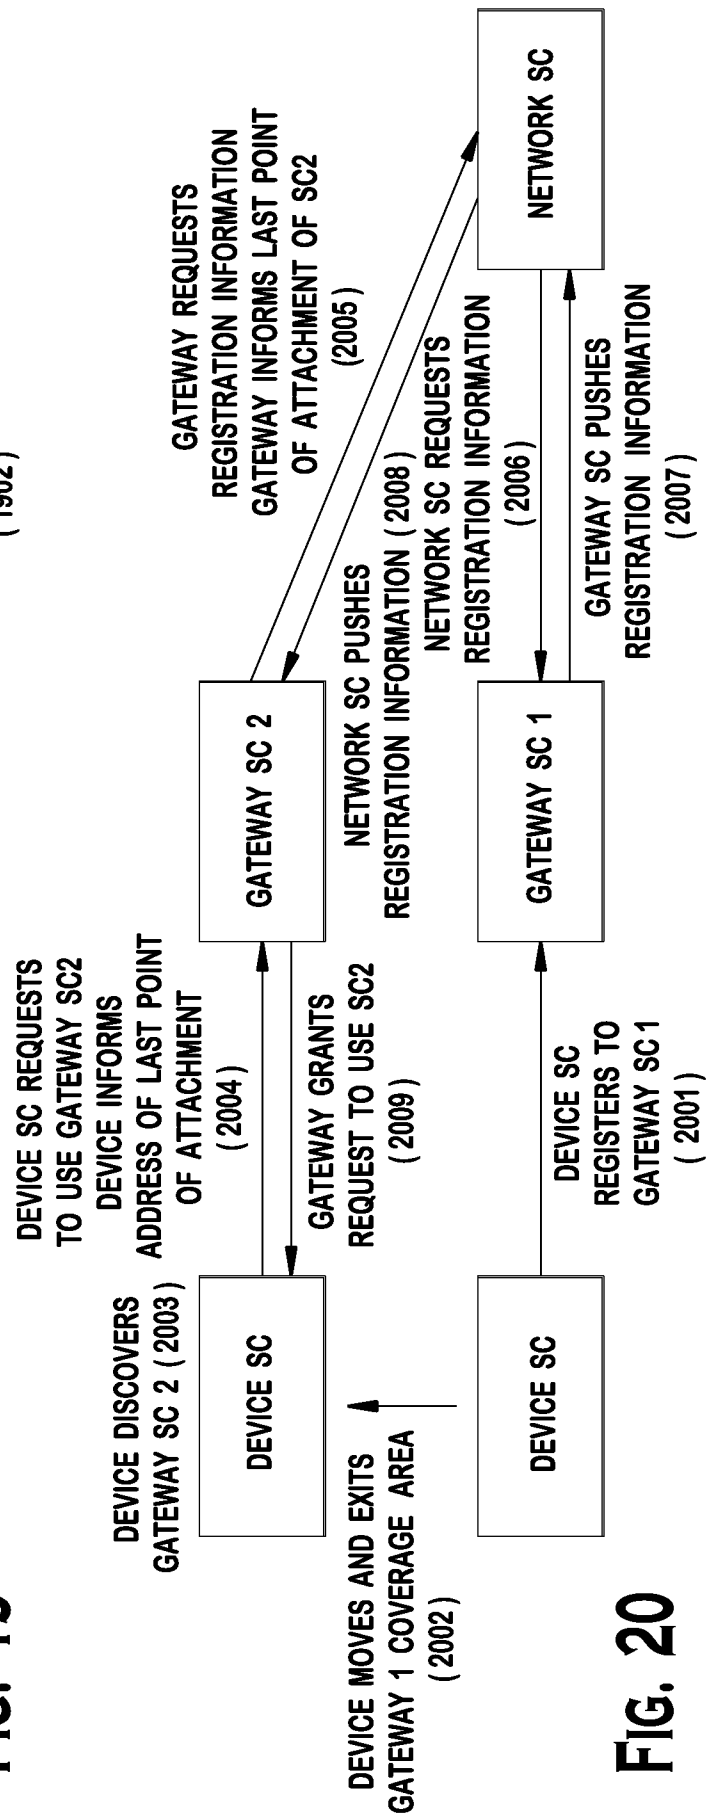 (1902)
DEVICE SC REQUESTS
TO USE GATEWAY SC2
DEVICE INFORMS
ADDRESS OF LAST POINT
OF ATTACHMENT
(2004)
GATEWAY REQUESTS
REGISTRATION INFORMATION
GATEWAY INFORMS LAST POINT
OF ATTACHMENT OF SC2
(2005)
DEVICE DISCOVERS
GATEWAY SC 2 (2003)
DEVICE SC
GATEWAY SC 2
GATEWAY GRANTS
REQUEST TO USE SC2
(2009)
NETWORK SC PUSHES
REGISTRATION INFORMATION (2008)
NETWORK SC REQUESTS
REGISTRATION INFORMATION
(2006)
DEVICE MOVES AND EXITS
GATEWAY 1 COVERAGE AREA
(2002)
DEVICE SC
GATEWAY SC 1
NETWORK SC
DEVICE SC
REGISTERS TO
GATEWAY SC1
(2001)
GATEWAY SC PUSHES
REGISTRATION INFORMATION
(2007)
FIG. 20